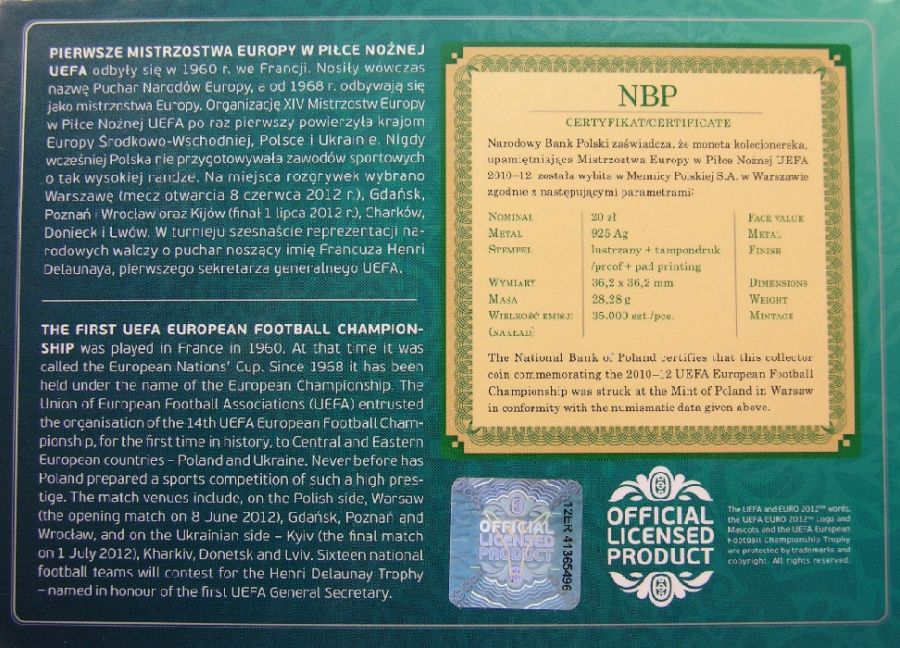 PIERWSZE MISTRZOSTWA EUROPY W PIŁCE NOŻNEJ
UEFA odbyły się w 1960 r. we Francji. Nosiły wówczas
nazwę Puchar Narodów Europy, a od 1968 r. odbywają się
jako mistrzostwa Europy. Organizację XIV Mistrzostw Europy
w Piłce Nożnej UEFA po raz pierwszy powierzyła krajom
Europy Środkowo-Wschodniej, Polsce i Ukrainie. Nigdy
wcześniej Polska nie przygotowywała zawodów sportowych
o tak wysokiej randze. Na miejsca rozgrywek wybrano
Warszawę (mecz otwarcia 8 czerwca 2012 r.), Gdańsk,
Poznań i Wrocław oraz Kijów (finał 1 lipca 2012 r.), Charków,
Donieck i Lwów. W turnieju szesnaście reprezentacji na-
rodowych walczy o puchar noszący imię Francuza Henri
Delaunaya, pierwszego sekretarza generalnego UEFA.
THE FIRST UEFA EUROPEAN FOOTBALL CHAMPION-
SHIP was played in France in 1960. At that time it was
called the European Nations' Cup. Since 1968 it has been
held under the name of the European Championship. The
Union of European Football Associations (UEFA) entrusted
the organisation of the 14th UEFA European Football Cham-
pionship, for the first time in history, to Central and Eastern
European countries – Poland and Ukraine. Never before has
Poland prepared a sports competition of such a high pres-
tige. The match venues include, on the Polish side, Warsaw
(the opening match on 8 June 2012), Gdańsk, Poznań and
Wrocław, and on the Ukrainian side – Kyiv (the final match
on 1 July 2012), Kharkiv, Donetsk and Lviv. Sixteen national
football teams will contest for the Henri Delaunay Trophy
– named in honour of the first UEFA General Secretary.
NBP
CERTYFIKAT/CERTIFICATE
Narodowy Bank Polski zaświadcza, że moneta kolecjonerska,
upamiętniająca Mistrzostwa Europy w Piłce Nożnej UEFA
2010–12 została wybita w Mennicy Polskiej S.A. w Warszawie
zgodnie z następującymi parametrami:
NOMINAŁ 20 zł FACE VALUE
METAL 925 Ag METAL
STEMPEL lustrzany + tampondruk FINISH
/proof + pad printing
WYMIARY 36,2 x 36,2 mm DIMENSIONS
MASA 28,28 g WEIGHT
WIELKOŚĆ EMISJI 35.000 szt./pcs. MINTAGE
(NAKŁAD)
The National Bank of Poland certifies that this collector
coin commemorating the 2010–12 UEFA European Football
Championship was struck at the Mint of Poland in Warsaw
in conformity with the numismatic data given above.
OFFICIAL
LICENSED
PRODUCT
12ER 41365496
OFFICIAL
LICENSED
PRODUCT
The UEFA and EURO 2012™ words,
the UEFA EURO 2012™ Logo and
Mascots and the UEFA European
Football Championship Trophy
are protected by trademarks and
copyright. All rights reserved.